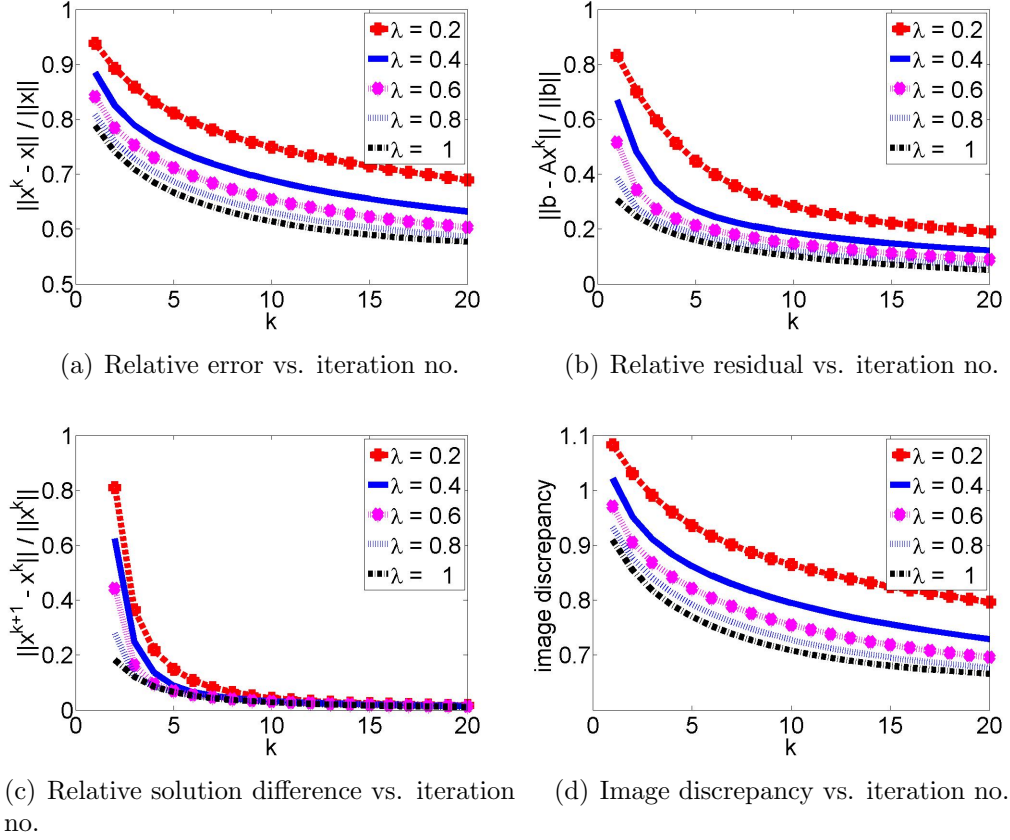 1
0.9
0.8
0.7
0.6
0.5
0
5
10
15
20
k
||x^k - x|| / ||x||
λ = 0.2
λ = 0.4
λ = 0.6
λ = 0.8
λ = 1
(a) Relative error vs. iteration no.
1
0.8
0.6
0.4
0.2
0
0
5
10
15
20
k
||b - Ax^k|| / ||b||
λ = 0.2
λ = 0.4
λ = 0.6
λ = 0.8
λ = 1
(b) Relative residual vs. iteration no.
1
0.8
0.6
0.4
0.2
0
0
5
10
15
20
k
||x^{k+1} - x^k|| / ||x^k||
λ = 0.2
λ = 0.4
λ = 0.6
λ = 0.8
λ = 1
(c) Relative solution difference vs. iteration
no.
1.1
1
0.9
0.8
0.7
0
5
10
15
20
k
image discrepancy
λ = 0.2
λ = 0.4
λ = 0.6
λ = 0.8
λ = 1
(d) Image discrepancy vs. iteration no.